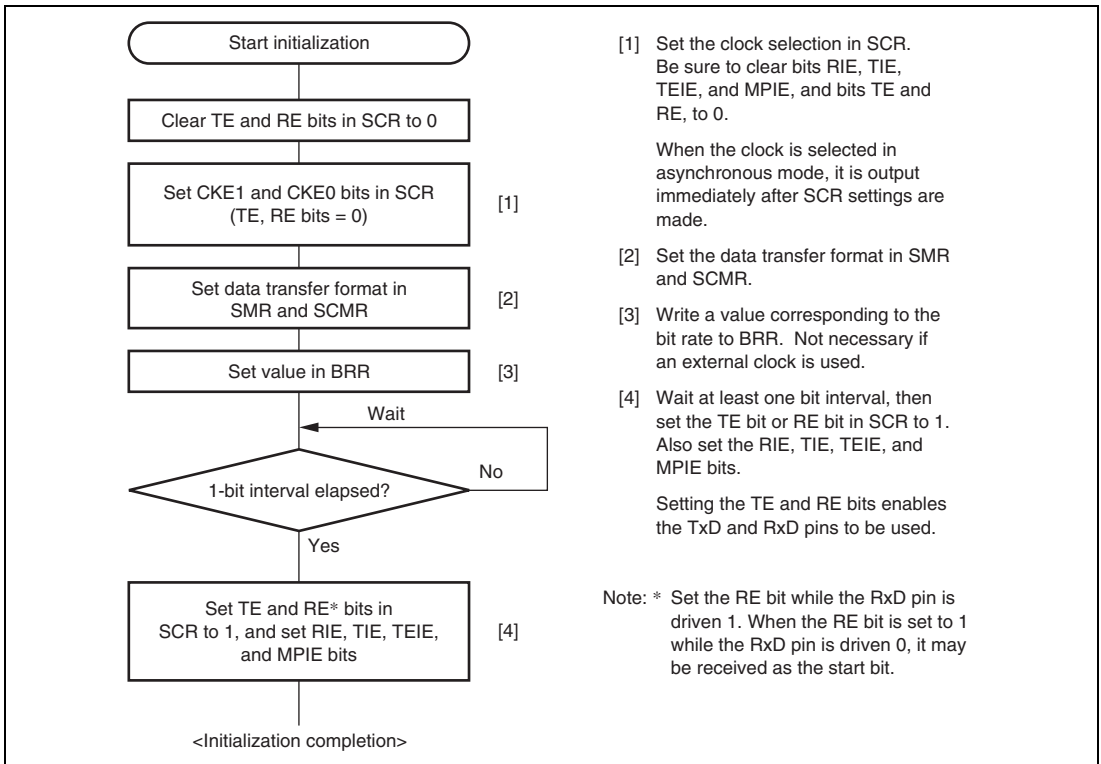 Start initialization
Clear TE and RE bits in SCR to 0
Set CKE1 and CKE0 bits in SCR
(TE, RE bits = 0)
[1]
Set data transfer format in
SMR and SCMR
[2]
Set value in BRR
[3]
Wait
No
1-bit interval elapsed?
Yes
Set TE and RE* bits in
SCR to 1, and set RIE, TIE, TEIE,
and MPIE bits
[4]
<Initialization completion>
[1] Set the clock selection in SCR.
Be sure to clear bits RIE, TIE,
TEIE, and MPIE, and bits TE and
RE, to 0.
When the clock is selected in
asynchronous mode, it is output
immediately after SCR settings are
made.
[2] Set the data transfer format in SMR
and SCMR.
[3] Write a value corresponding to the
bit rate to BRR. Not necessary if
an external clock is used.
[4] Wait at least one bit interval, then
set the TE bit or RE bit in SCR to 1.
Also set the RIE, TIE, TEIE, and
MPIE bits.
Setting the TE and RE bits enables
the TxD and RxD pins to be used.
Note: * Set the RE bit while the RxD pin is
driven 1. When the RE bit is set to 1
while the RxD pin is driven 0, it may
be received as the start bit.